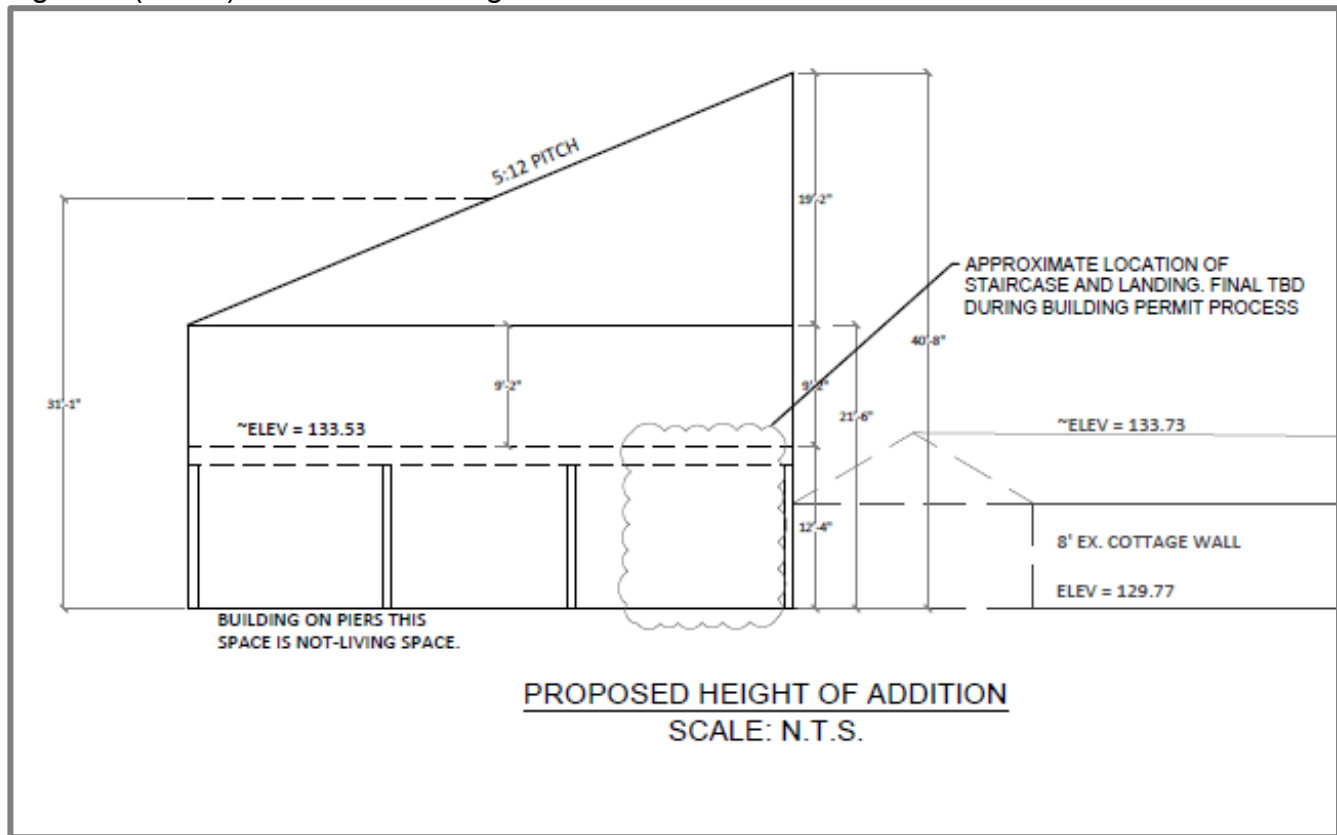 5:12 PITCH
19'-2"
APPROXIMATE LOCATION OF
STAIRCASE AND LANDING. FINAL TBD
DURING BUILDING PERMIT PROCESS
40'-8"
9'-2"
9'-2"
31'-1"
21'-6"
~ELEV = 133.53
~ELEV = 133.73
12'-4"
8' EX. COTTAGE WALL
ELEV = 129.77
BUILDING ON PIERS THIS
SPACE IS NOT-LIVING SPACE.
PROPOSED HEIGHT OF ADDITION
SCALE: N.T.S.